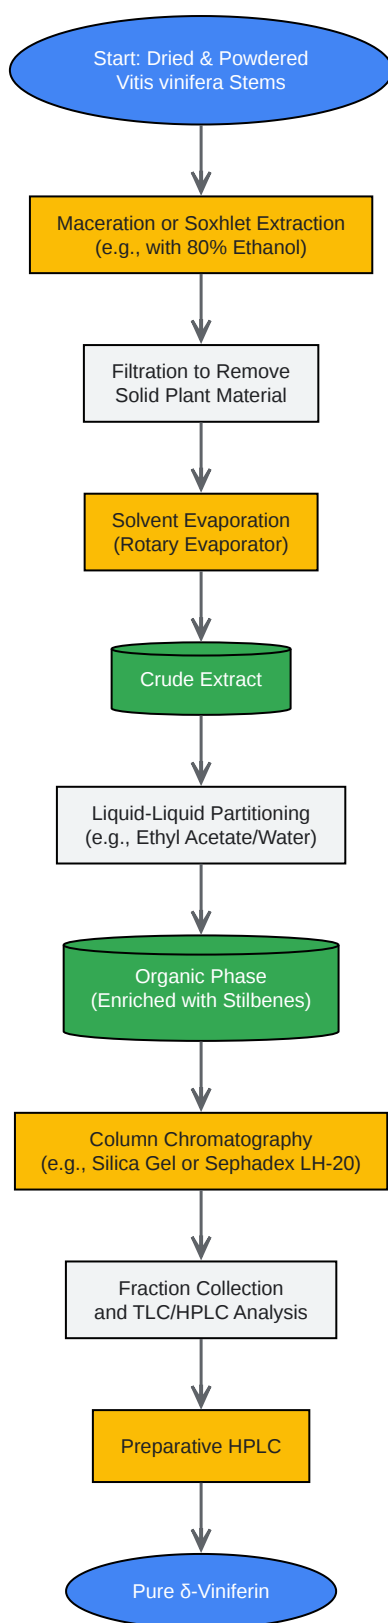 Start: Dried & Powdered
Vitis vinifera Stems
Maceration or Soxhlet Extraction
(e.g., with 80% Ethanol)
Filtration to Remove
Solid Plant Material
Solvent Evaporation
(Rotary Evaporator)
Crude Extract
Liquid-Liquid Partitioning
(e.g., Ethyl Acetate/Water)
Organic Phase
(Enriched with Stilbenes)
Column Chromatography
(e.g., Silica Gel or Sephadex LH-20)
Fraction Collection
and TLC/HPLC Analysis
Preparative HPLC
Pure δ-Viniferin